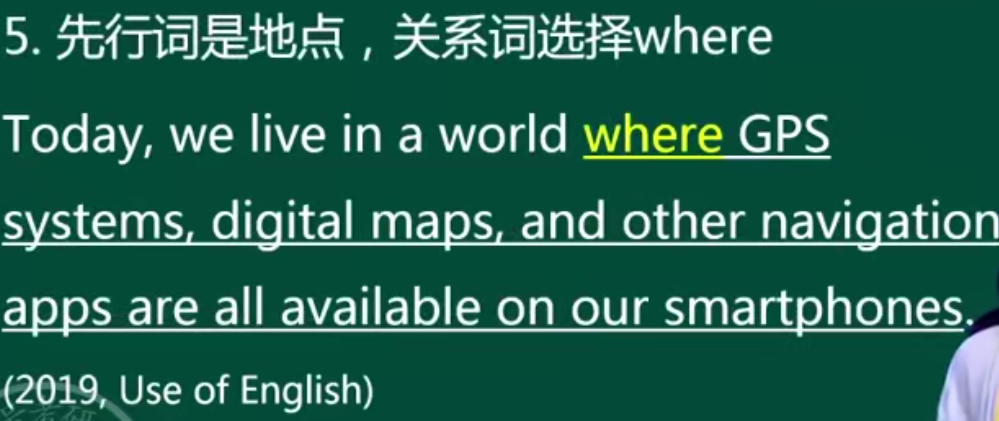 5. 先行词是地点，关系词选择where
Today, we live in a world where GPS
systems, digital maps, and other navigation
apps are all available on our smartphones.
(2019, Use of English)